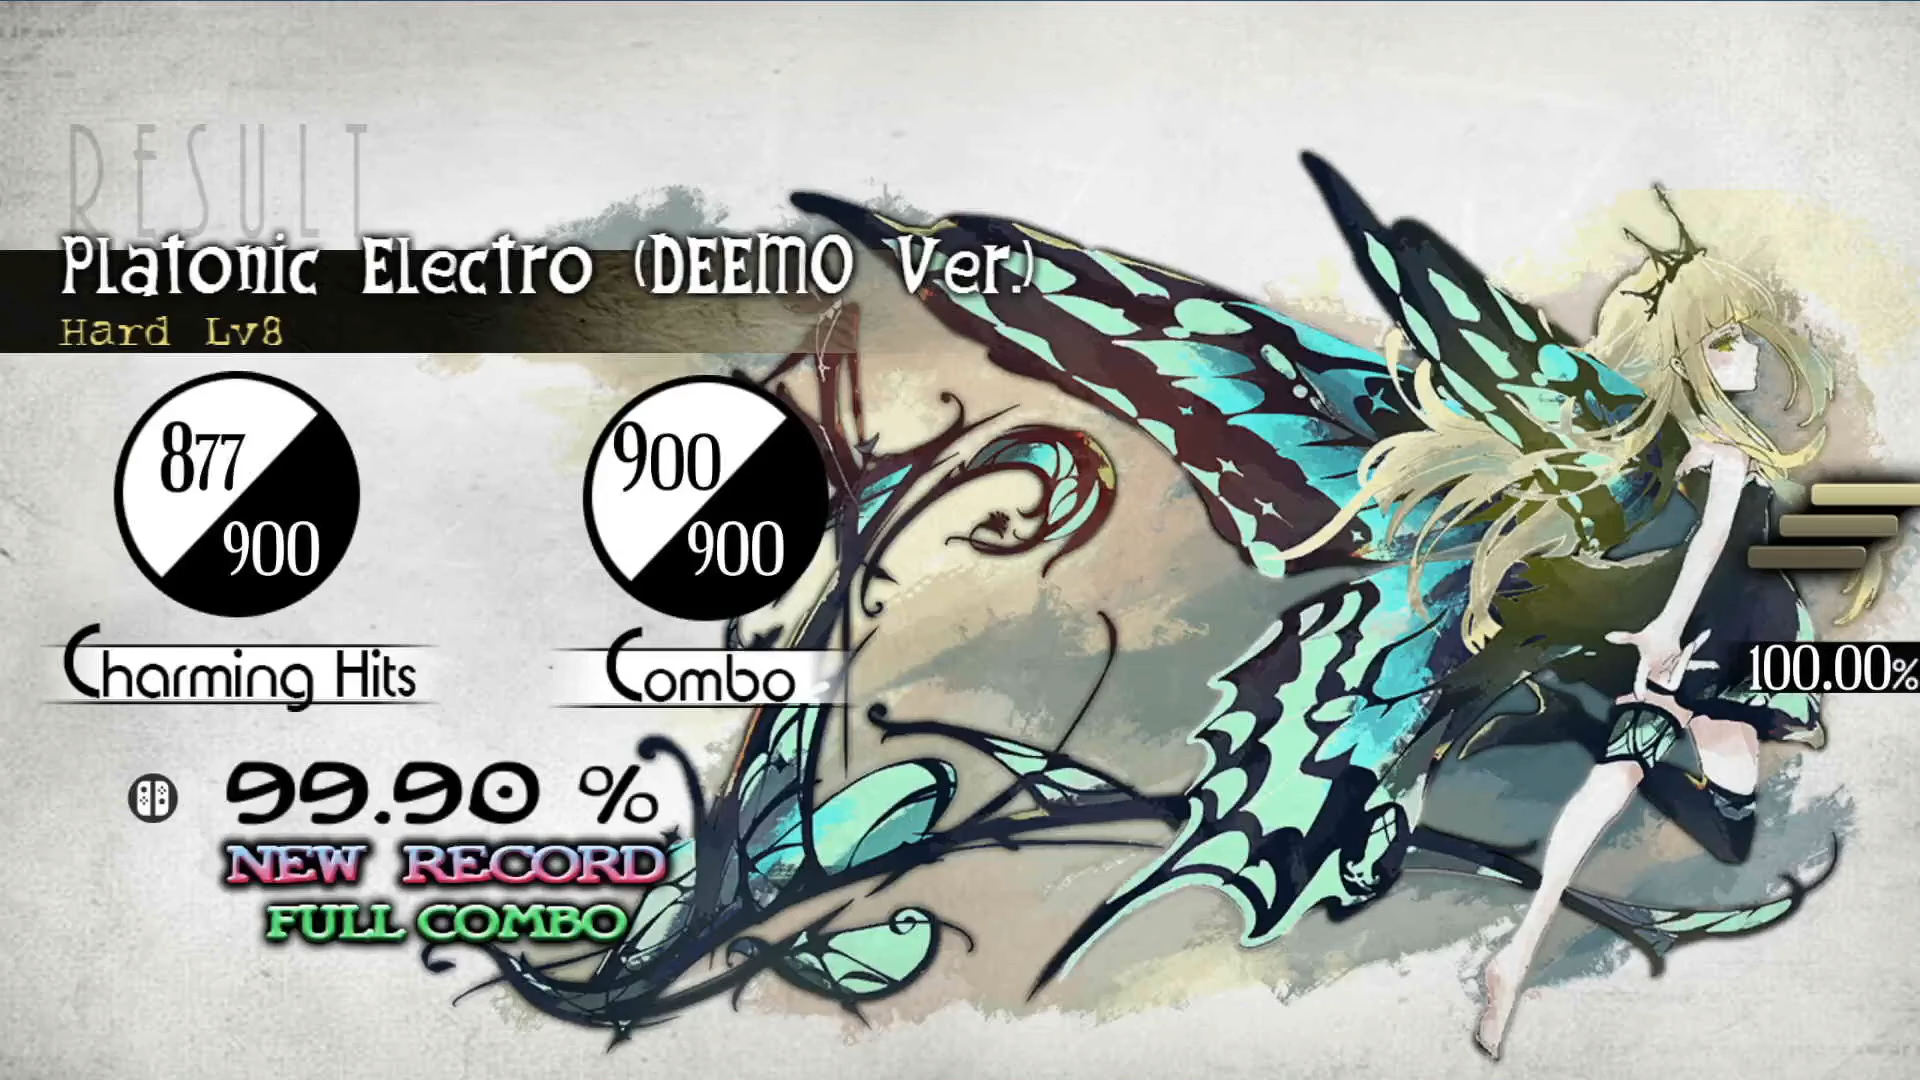 RESULT
Platonic Electro (DEEMO Ver.)
Hard Lv8
877
900
Charming Hits
900
900
Combo
100.00%
99.90 %
NEW RECORD
FULL COMBO